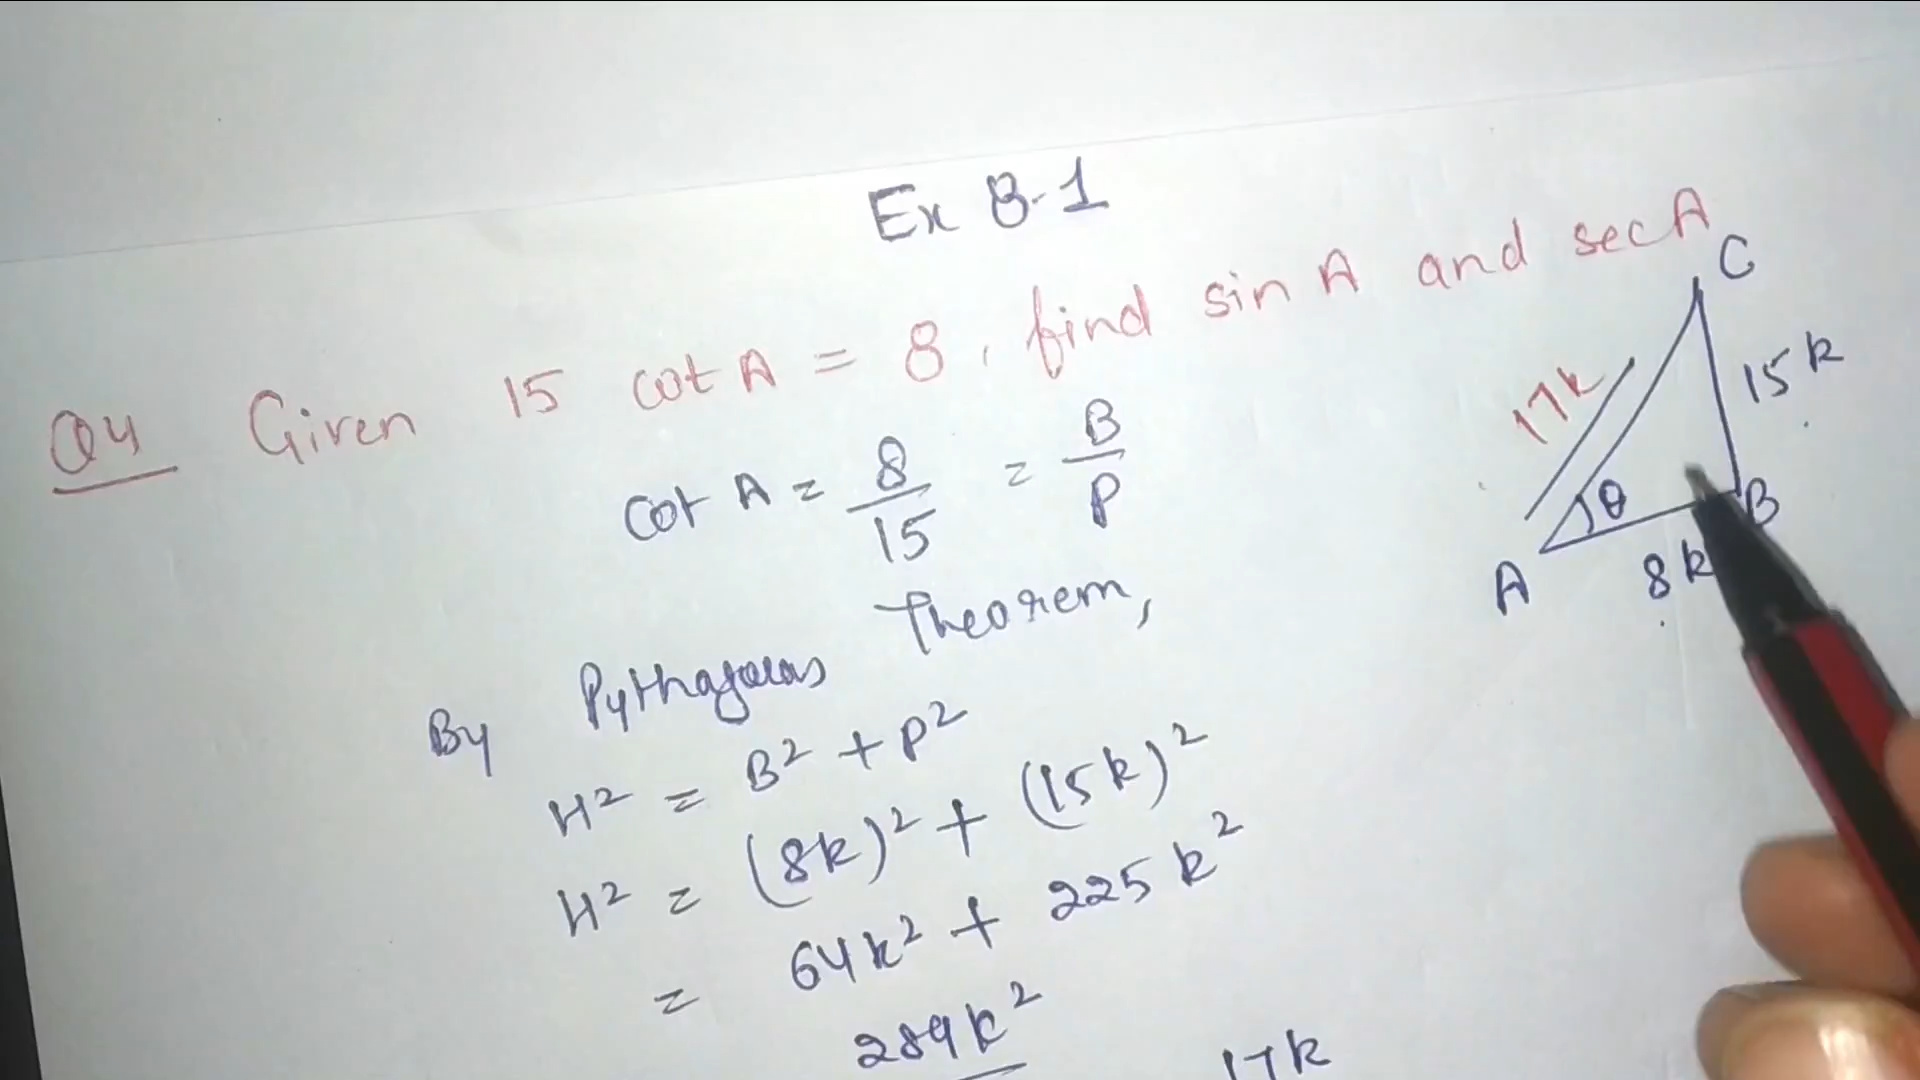 Ex 8.1
Q4 Given 15 cot A = 8, find sin A and sec A
cot A = 8/15 = B/P
By Pythagoras Theorem,
H² = B² + P²
H² = (8k)² + (15k)²
= 64k² + 225k²
289k²
17k
C
17k
15k
θ
B
A
8k